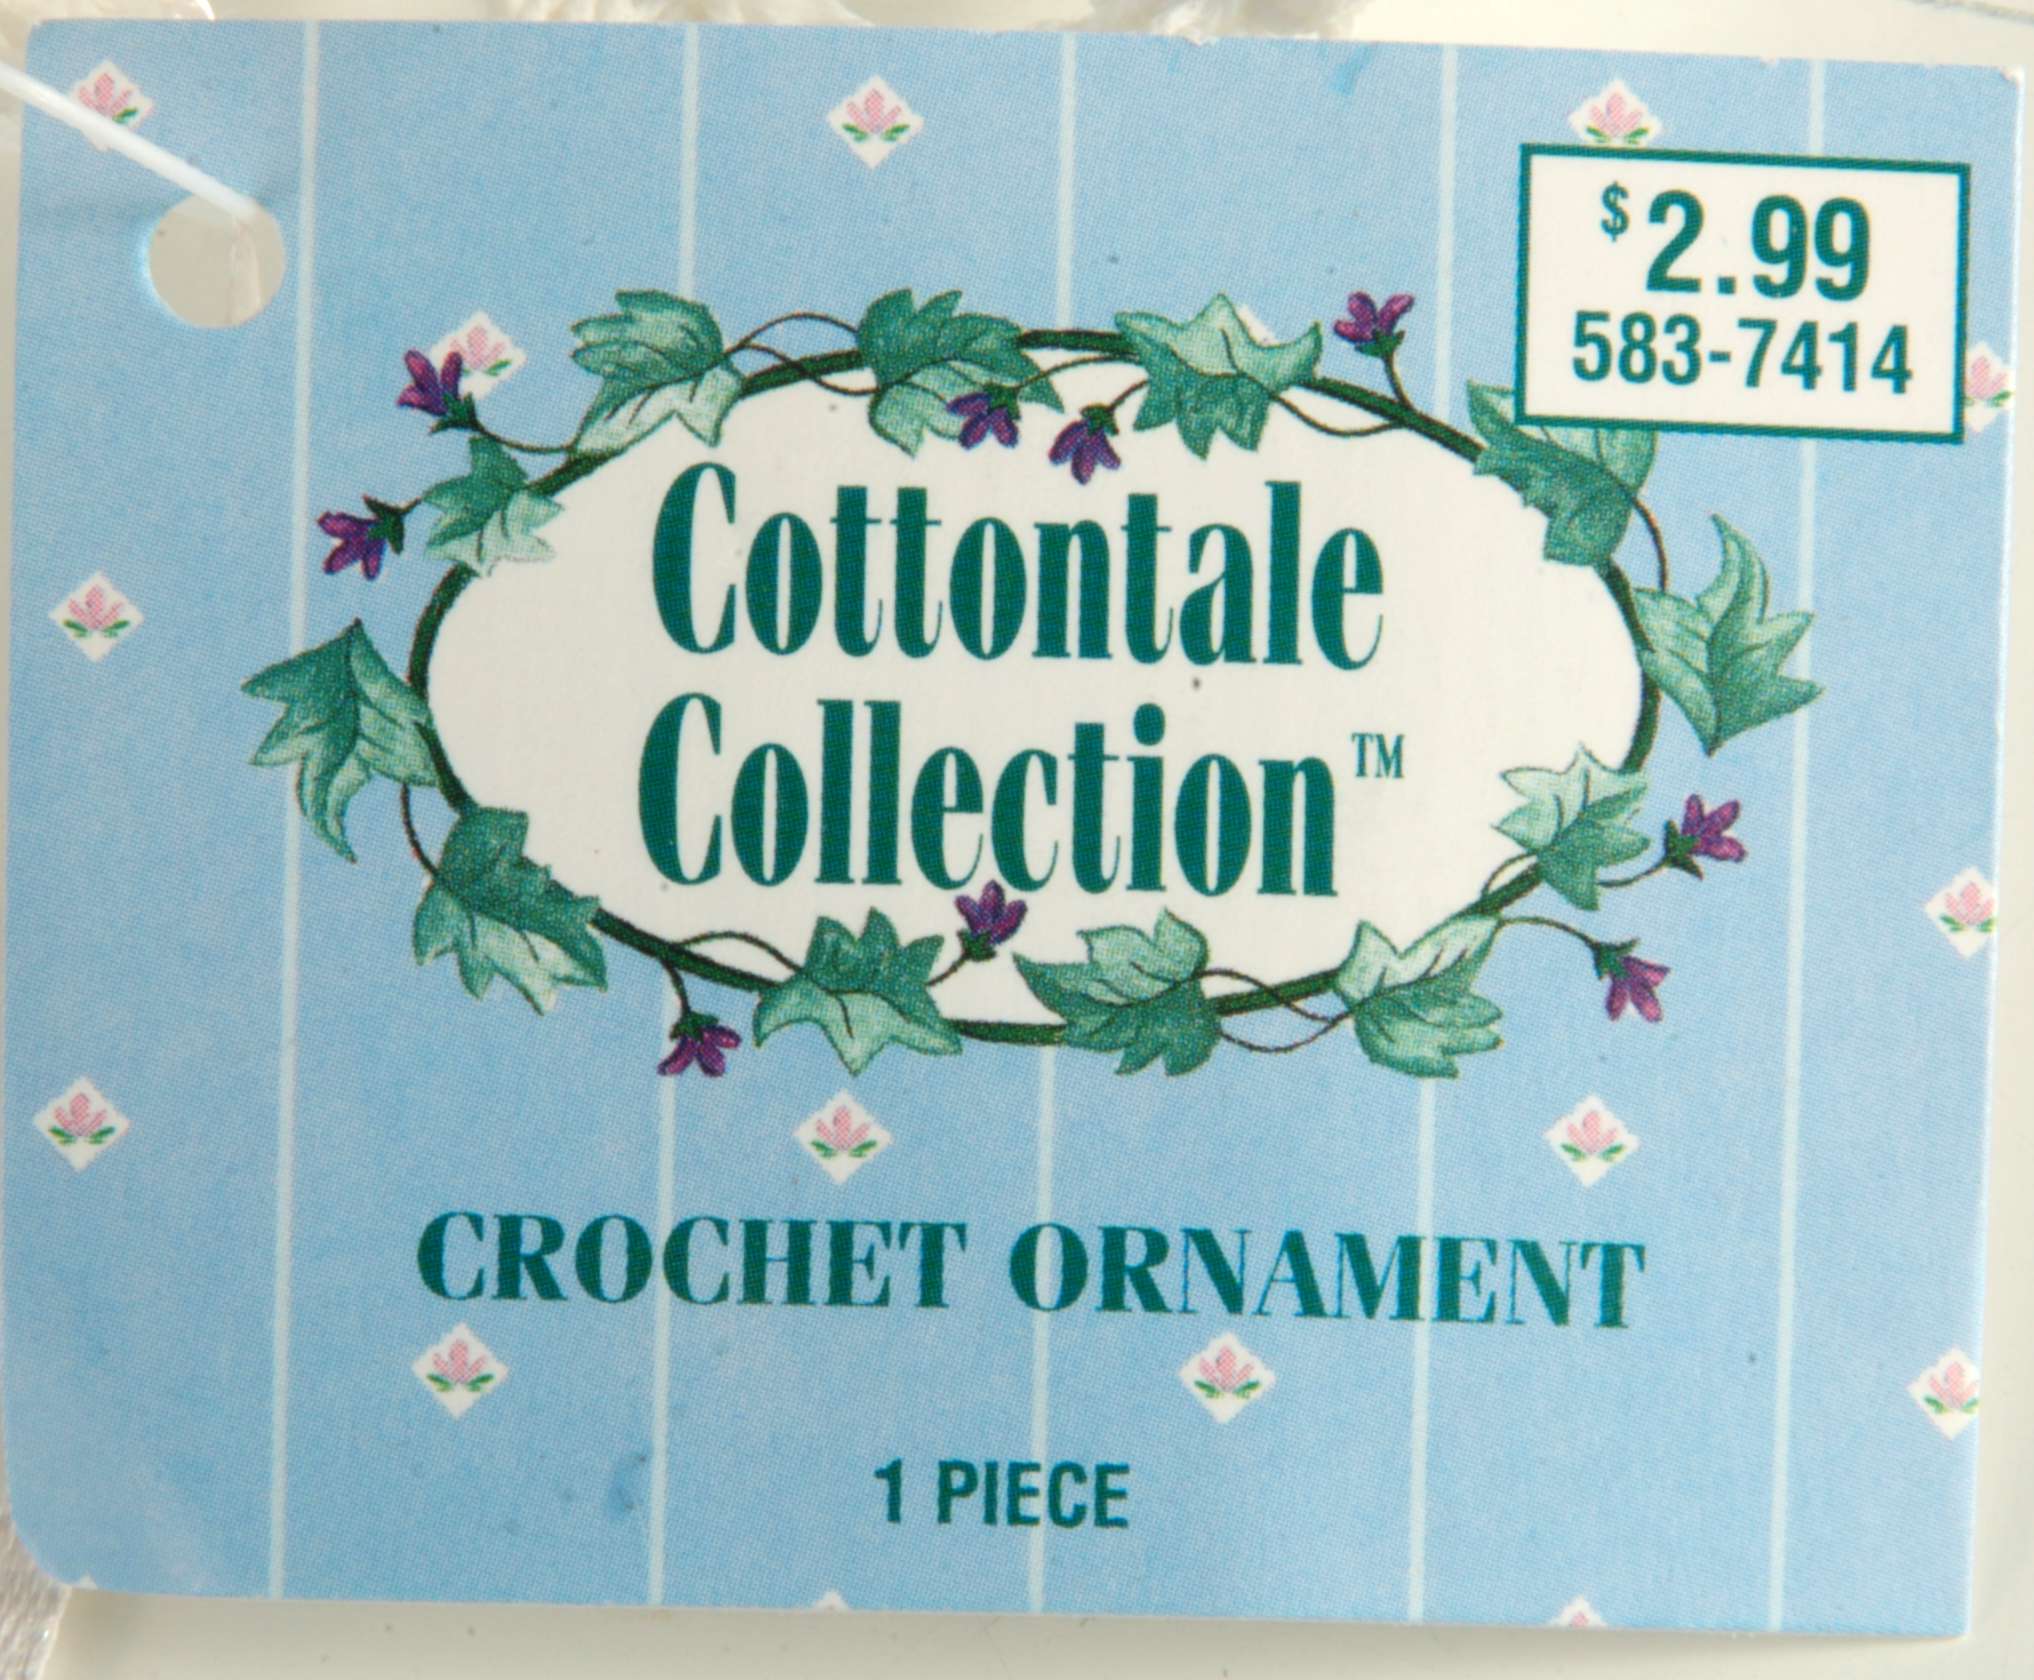 $2.99
583-7414
Cottontale
Collection™
CROCHET ORNAMENT
1 PIECE